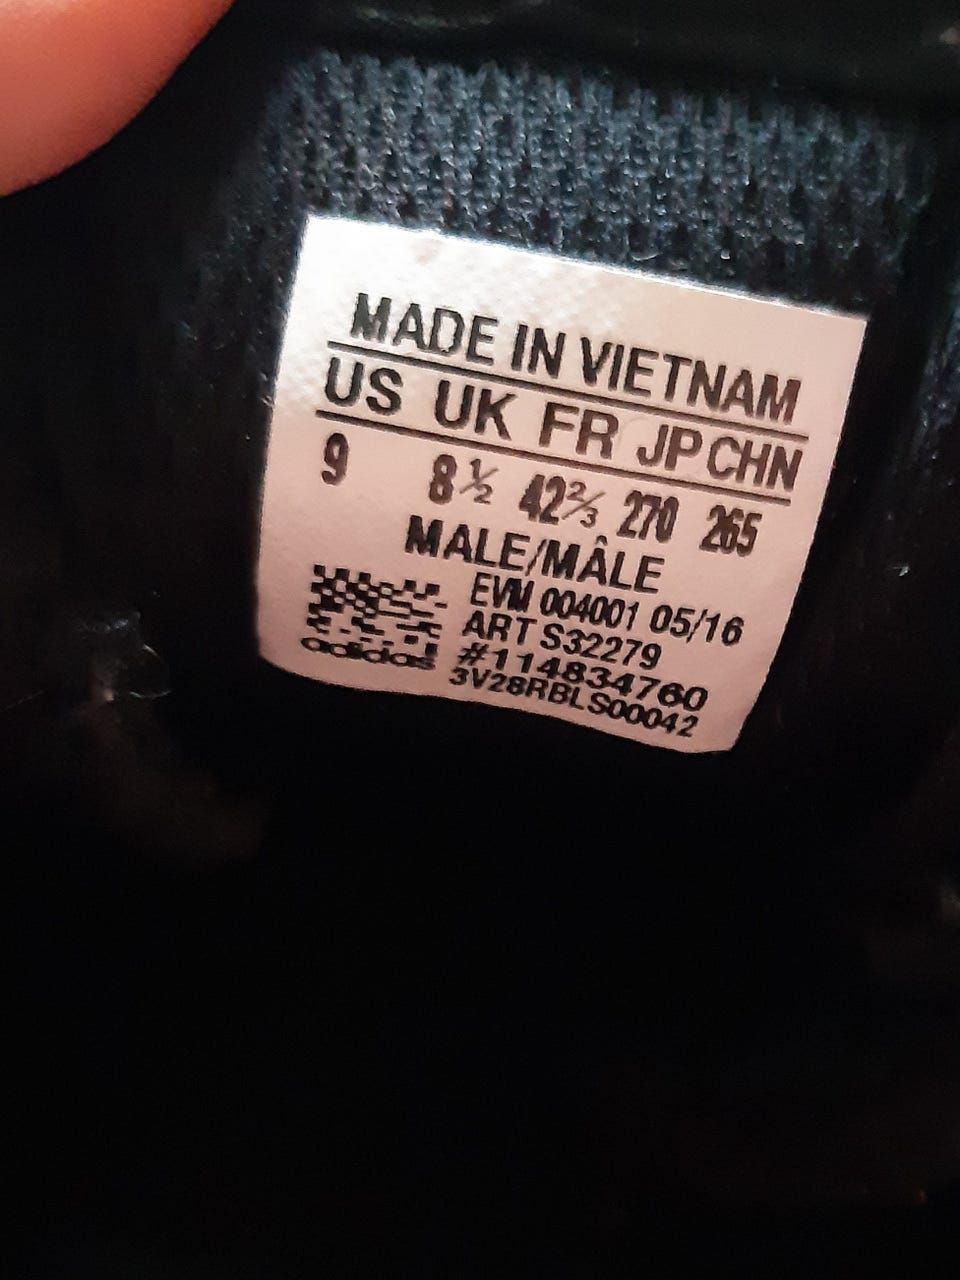 MADE IN VIETNAM
US UK FR JP CHN
9 8½ 42⅔ 270 265
MALE/MÂLE
EVM 004001 05/16
ART S32279
#114834760
adidas 3V28RBLS00042